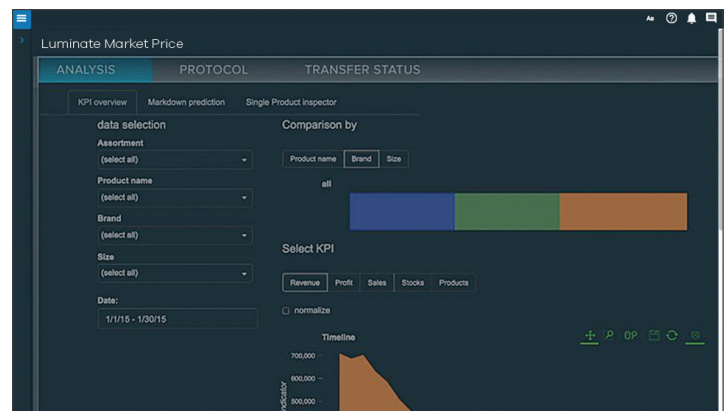 Aa
Luminate Market Price
ANALYSIS PROTOCOL TRANSFER STATUS
KPI overview Markdown prediction Single Product inspector
data selection
Assortment
(select all)
Product name
(select all)
Brand
(select all)
Size
(select all)
Date:
1/1/15 - 1/30/15
Comparison by
Product name Brand Size
all
Select KPI
Revenue Profit Sales Stocks Products
normalize
Timeline
700,000
600,000
500,000